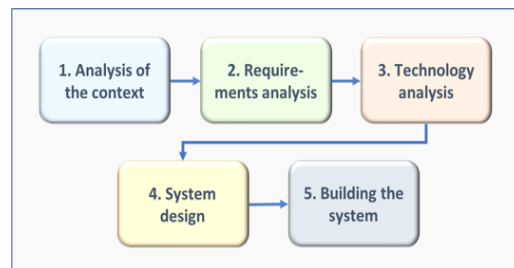 1. Analysis of
the context
2. Require-
ments analysis
3. Technology
analysis
4. System
design
5. Building the
system